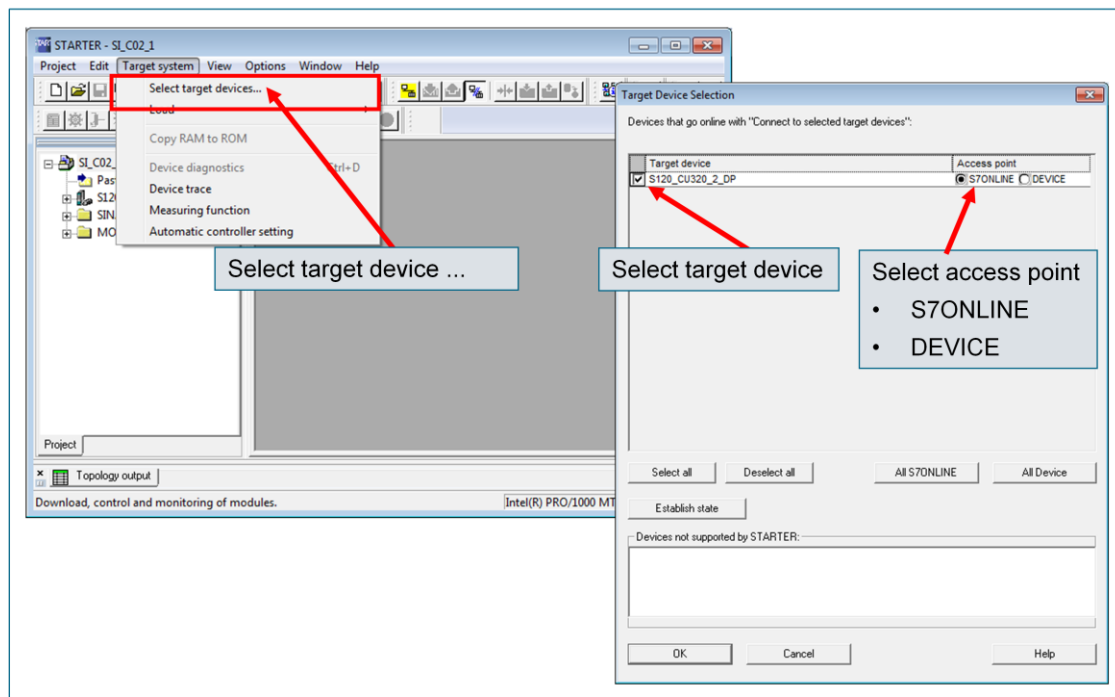 STARTER - SI_C02_1
Project Edit Target system View Options Window Help
Select target devices...
Load
Copy RAM to ROM
Device diagnostics Ctrl+D
Device trace
Measuring function
Automatic controller setting
SI_C02_
Pas
S12
SIN
MO
Project
Topology output
Download, control and monitoring of modules.
Intel(R) PRO/1000 MT
Select target device ...
Target Device Selection
Devices that go online with "Connect to selected target devices":
Target device Access point
S120_CU320_2_DP S7ONLINE DEVICE
Select target device
Select access point
• S7ONLINE
• DEVICE
Select all Deselect all All S7ONLINE All Device
Establish state
Devices not supported by STARTER:
OK Cancel Help